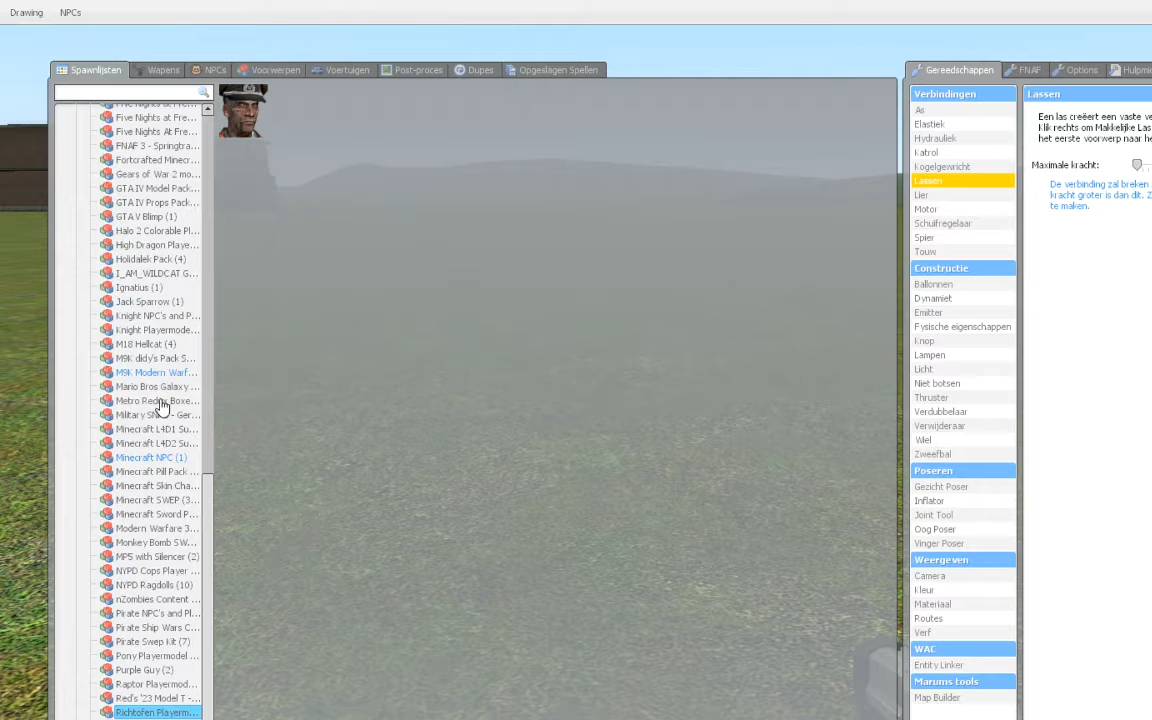 Drawing NPCs
Spawnlijsten Wapens NPCs Voorwerpen Voertuigen Post-proces Dupes Opgeslagen Spellen
Five Nights at Fre...
Five Nights At Fre...
FNAF 3 - Springtra...
Fortcrafted Minecr...
Gears of War 2 mo...
GTA IV Model Pack...
GTA IV Props Pack...
GTA V Blimp (1)
Halo 2 Colorable Pl...
High Dragon Playe...
Holidalek Pack (4)
I_AM_WILDCAT G...
Ignatius (1)
Jack Sparrow (1)
Knight NPC's and P...
Knight Playermode...
M18 Hellcat (4)
M9K didy's Pack S...
M9K Modern Warf...
Mario Bros Galaxy ...
Metro Redux Boxe...
Military SNPCs - Ger...
Minecraft L4D1 Su...
Minecraft L4D2 Su...
Minecraft NPC (1)
Minecraft Pill Pack ...
Minecraft Skin Cha...
Minecraft SWEP (3...
Minecraft Sword P...
Modern Warfare 3...
Monkey Bomb SW...
MP5 with Silencer (2)
NYPD Cops Player ...
NYPD Ragdolls (10)
nZombies Content ...
Pirate NPC's and Pl...
Pirate Ship Wars C...
Pirate Swep Kit (7)
Pony Playermodel ...
Purple Guy (2)
Raptor Playermod...
Red's '23 Model T -...
Richtofen Playerm...
Gereedschappen FNAF Options Hulpmi
Verbindingen
As
Elastiek
Hydrauliek
Katrol
Kogelgewricht
Lassen
Lier
Motor
Schuifregelaar
Spier
Touw
Constructie
Ballonnen
Dynamiet
Emitter
Fysische eigenschappen
Knop
Lampen
Licht
Niet botsen
Thruster
Verdubbelaar
Verwijderaar
Wiel
Zweefbal
Poseren
Gezicht Poser
Inflator
Joint Tool
Oog Poser
Vinger Poser
Weergeven
Camera
Kleur
Materiaal
Routes
Verf
WAC
Entity Linker
Marums tools
Map Builder
Lassen
Een las creëert een vaste ve
Klik rechts om Makkelijke Las
het eerste voorwerp naar he
Maximale kracht:
De verbinding zal breken
kracht groter is dan dit. Z
te maken.